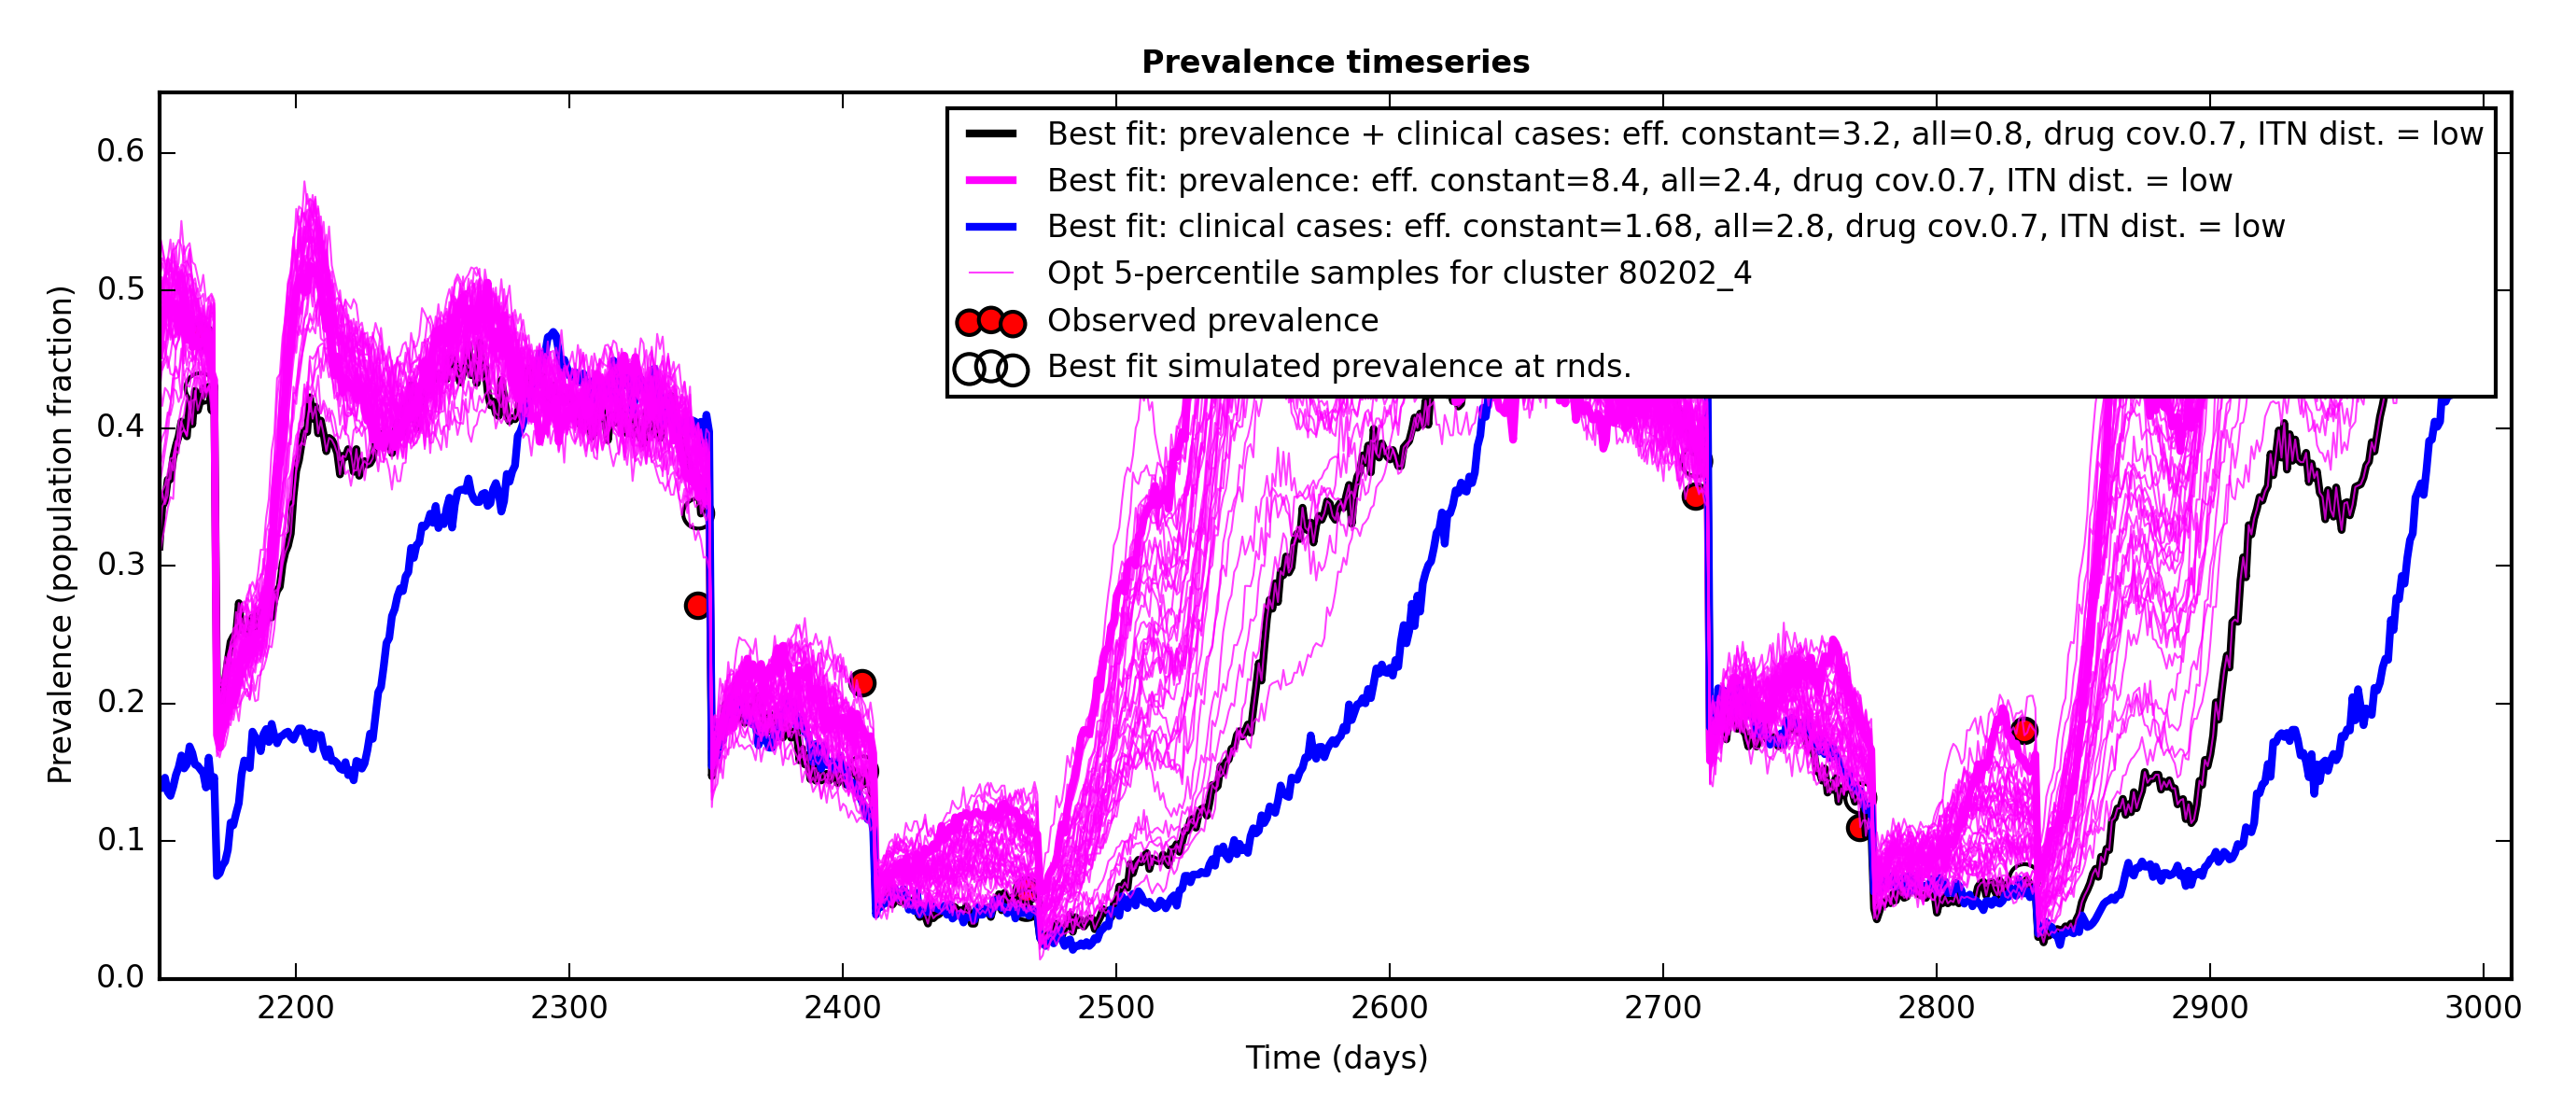 Prevalence timeseries
Best fit: prevalence + clinical cases: eff. constant=3.2, all=0.8, drug cov.0.7, ITN dist. = low
Best fit: prevalence: eff. constant=8.4, all=2.4, drug cov.0.7, ITN dist. = low
Best fit: clinical cases: eff. constant=1.68, all=2.8, drug cov.0.7, ITN dist. = low
Opt 5-percentile samples for cluster 80202_4
Observed prevalence
Best fit simulated prevalence at rnds.
Prevalence (population fraction)
0.6
0.5
0.4
0.3
0.2
0.1
0.0
2200 2300 2400 2500 2600 2700 2800 2900 3000
Time (days)